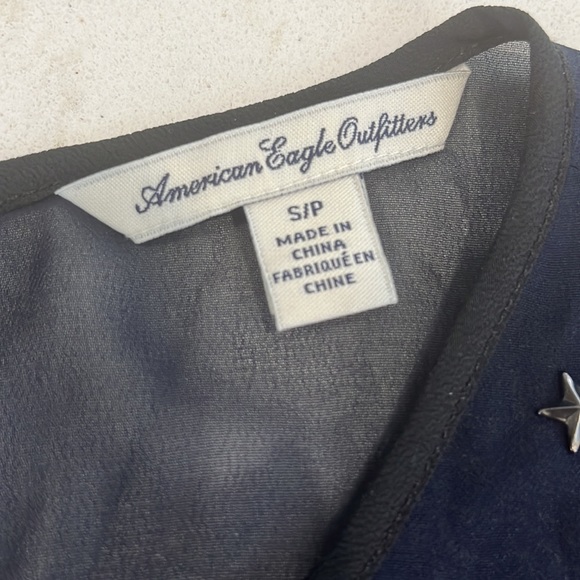 American Eagle Outfitters
S/P
MADE IN
CHINA
FABRIQUÉ EN
CHINE